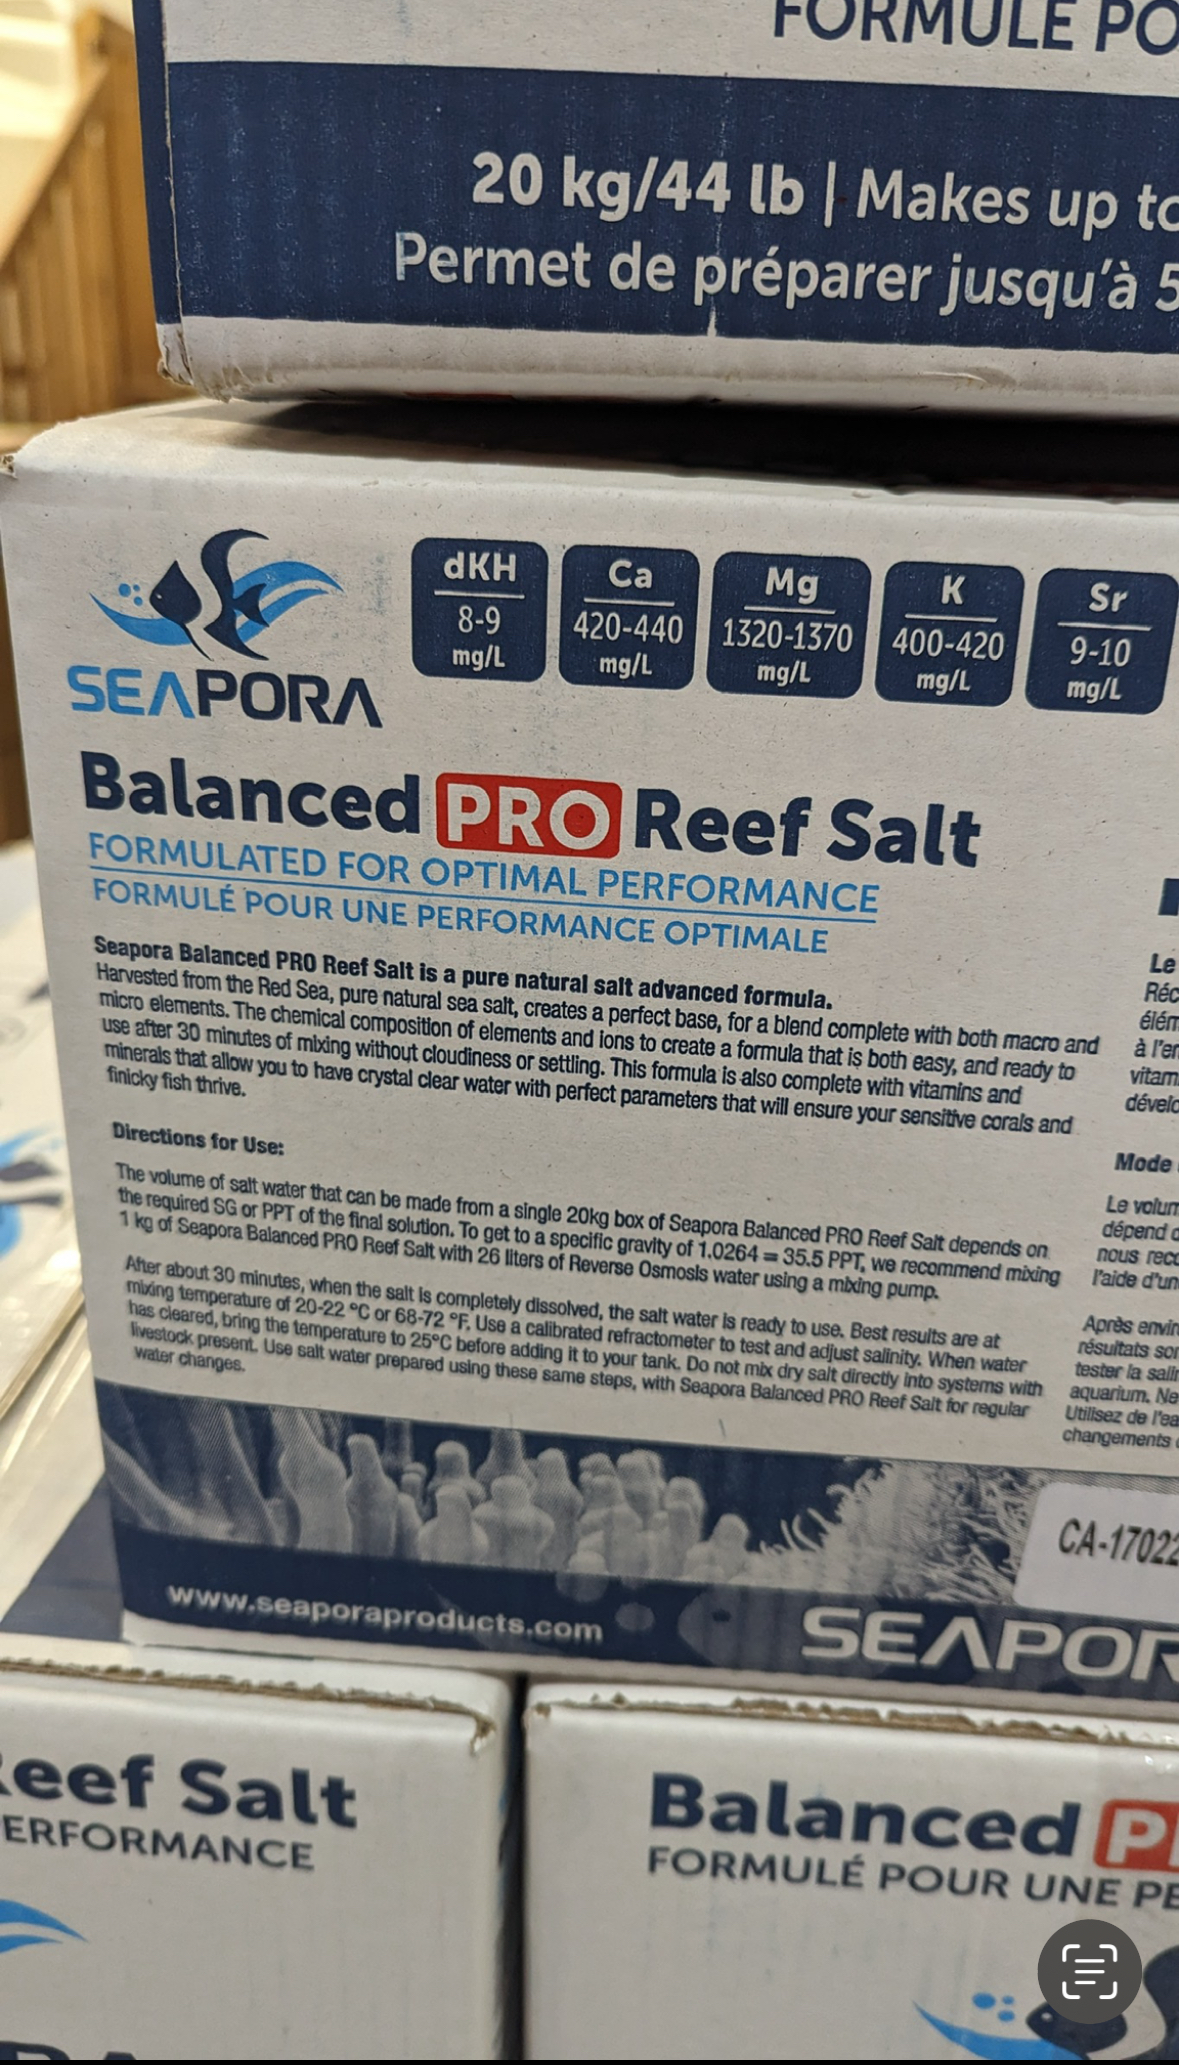 FORMULE PO
20 kg/44 lb | Makes up to
Permet de préparer jusqu'à 5
SEAPORA
dKH
8-9
mg/L
Ca
420-440
mg/L
Mg
1320-1370
mg/L
K
400-420
mg/L
Sr
9-10
mg/L
Balanced PRO Reef Salt
FORMULATED FOR OPTIMAL PERFORMANCE
FORMULÉ POUR UNE PERFORMANCE OPTIMALE
Seapora Balanced PRO Reef Salt is a pure natural salt advanced formula.
Harvested from the Red Sea, pure natural sea salt, creates a perfect base, for a blend complete with both macro and
micro elements. The chemical composition of elements and ions to create a formula that is both easy, and ready to
use after 30 minutes of mixing without cloudiness or settling. This formula is also complete with vitamins and
minerals that allow you to have crystal clear water with perfect parameters that will ensure your sensitive corals and
finicky fish thrive.
Directions for Use:
The volume of salt water that can be made from a single 20kg box of Seapora Balanced PRO Reef Salt depends on
the required SG or PPT of the final solution. To get to a specific gravity of 1.0264 = 35.5 PPT, we recommend mixing
1 kg of Seapora Balanced PRO Reef Salt with 26 liters of Reverse Osmosis water using a mixing pump.
After about 30 minutes, when the salt is completely dissolved, the salt water is ready to use. Best results are at
mixing temperature of 20-22 °C or 68-72 °F. Use a calibrated refractometer to test and adjust salinity. When water
has cleared, bring the temperature to 25°C before adding it to your tank. Do not mix dry salt directly into systems with
livestock present. Use salt water prepared using these same steps, with Seapora Balanced PRO Reef Salt for regular
water changes.
Le
Réc
élém
à l'en
vitam
dévelo
Mode
Le volum
dépend d
nous reco
l'aide d'un
Après envir
résultats son
tester la salin
aquarium. Ne
Utilisez de l'ea
changements
CA-17022
www.seaporaproducts.com
SEAPOR
Reef Salt
ERFORMANCE
Balanced P
FORMULÉ POUR UNE PE